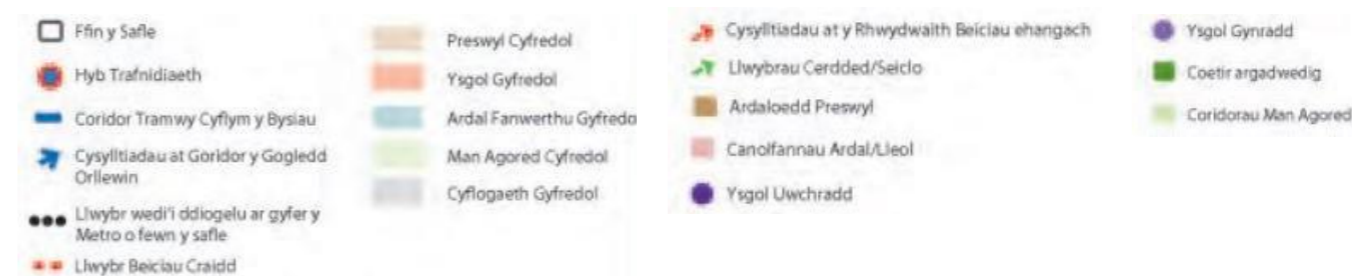 Ffin y Safle
Hyb Trafnidiaeth
Coridor Tramwy Cyflym y Bysiau
Cysylltiadau at Goridor y Gogledd
Orllewin
Llwybr wedi'i ddiogelu ar gyfer y
Metro o fewn y safle
Llwybr Beiciau Craidd
Preswyl Cyfredol
Ysgol Gyfredol
Ardal Fanwerthu Gyfredo
Man Agored Cyfredol
Cyflogaeth Gyfredol
Cysylltiadau at y Rhwydwaith Beiciau ehangach
Llwybrau Cerdded/Seiclo
Ardaloedd Preswyl
Canolfannau Ardal/Lleol
Ysgol Uwchradd
Ysgol Gynradd
Coetir argadwedig
Coridorau Man Agored